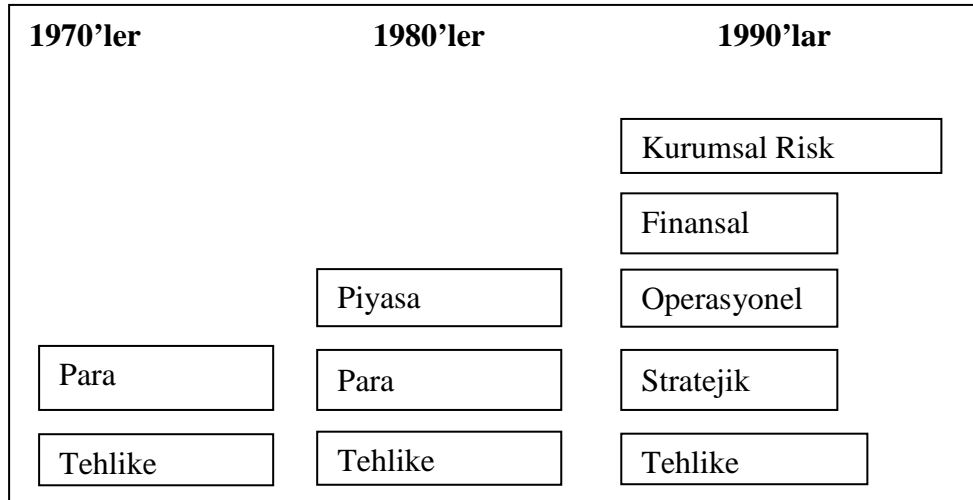 1970’ler 1980’ler 1990’lar
Kurumsal Risk
Finansal
Piyasa Operasyonel
Para Para Stratejik
Tehlike Tehlike Tehlike